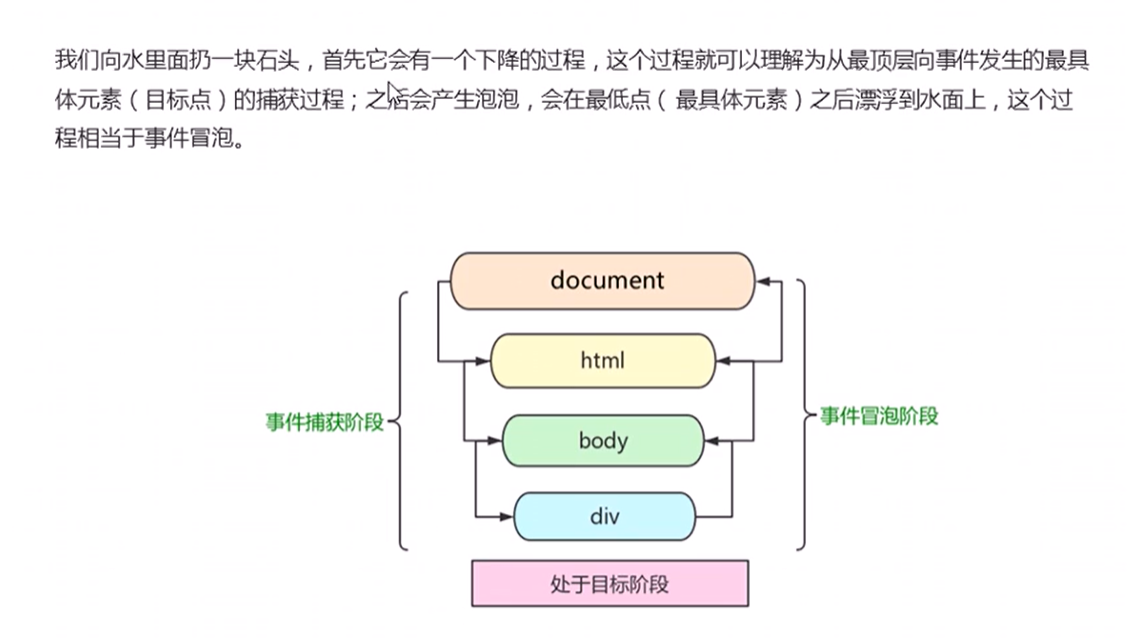 我们向水里面扔一块石头，首先它会有一个下降的过程，这个过程就可以理解为从最顶层向事件发生的最具
体元素（目标点）的捕获过程；之后会产生泡泡，会在最低点（ 最具体元素）之后漂浮到水面上，这个过
程相当于事件冒泡。
document
html
事件捕获阶段
事件冒泡阶段
body
div
处于目标阶段